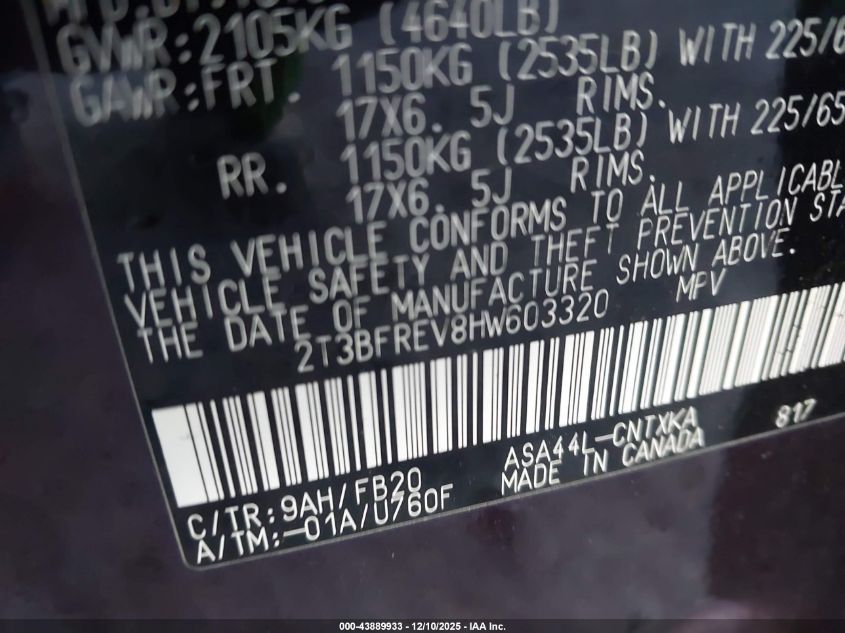 GVWR:2105KG (4640LB)
GAWR:FRT. 1150KG (2535LB) WITH 225/6
17X6. 5J RIMS.
RR. 1150KG (2535LB) WITH 225/65
17X6. 5J RIMS.
THIS VEHICLE CONFORMS TO ALL APPLICABL
VEHICLE SAFETY AND THEFT PREVENTION STA
THE DATE OF MANUFACTURE SHOWN ABOVE.
2T3BFREV8HW603320 MPV
C/TR:9AH/FB20 ASA44L-CNTXKA 817
A/TM:-01A/U760F MADE IN CANADA
000-43889933 - 12/10/2025 - IAA Inc.